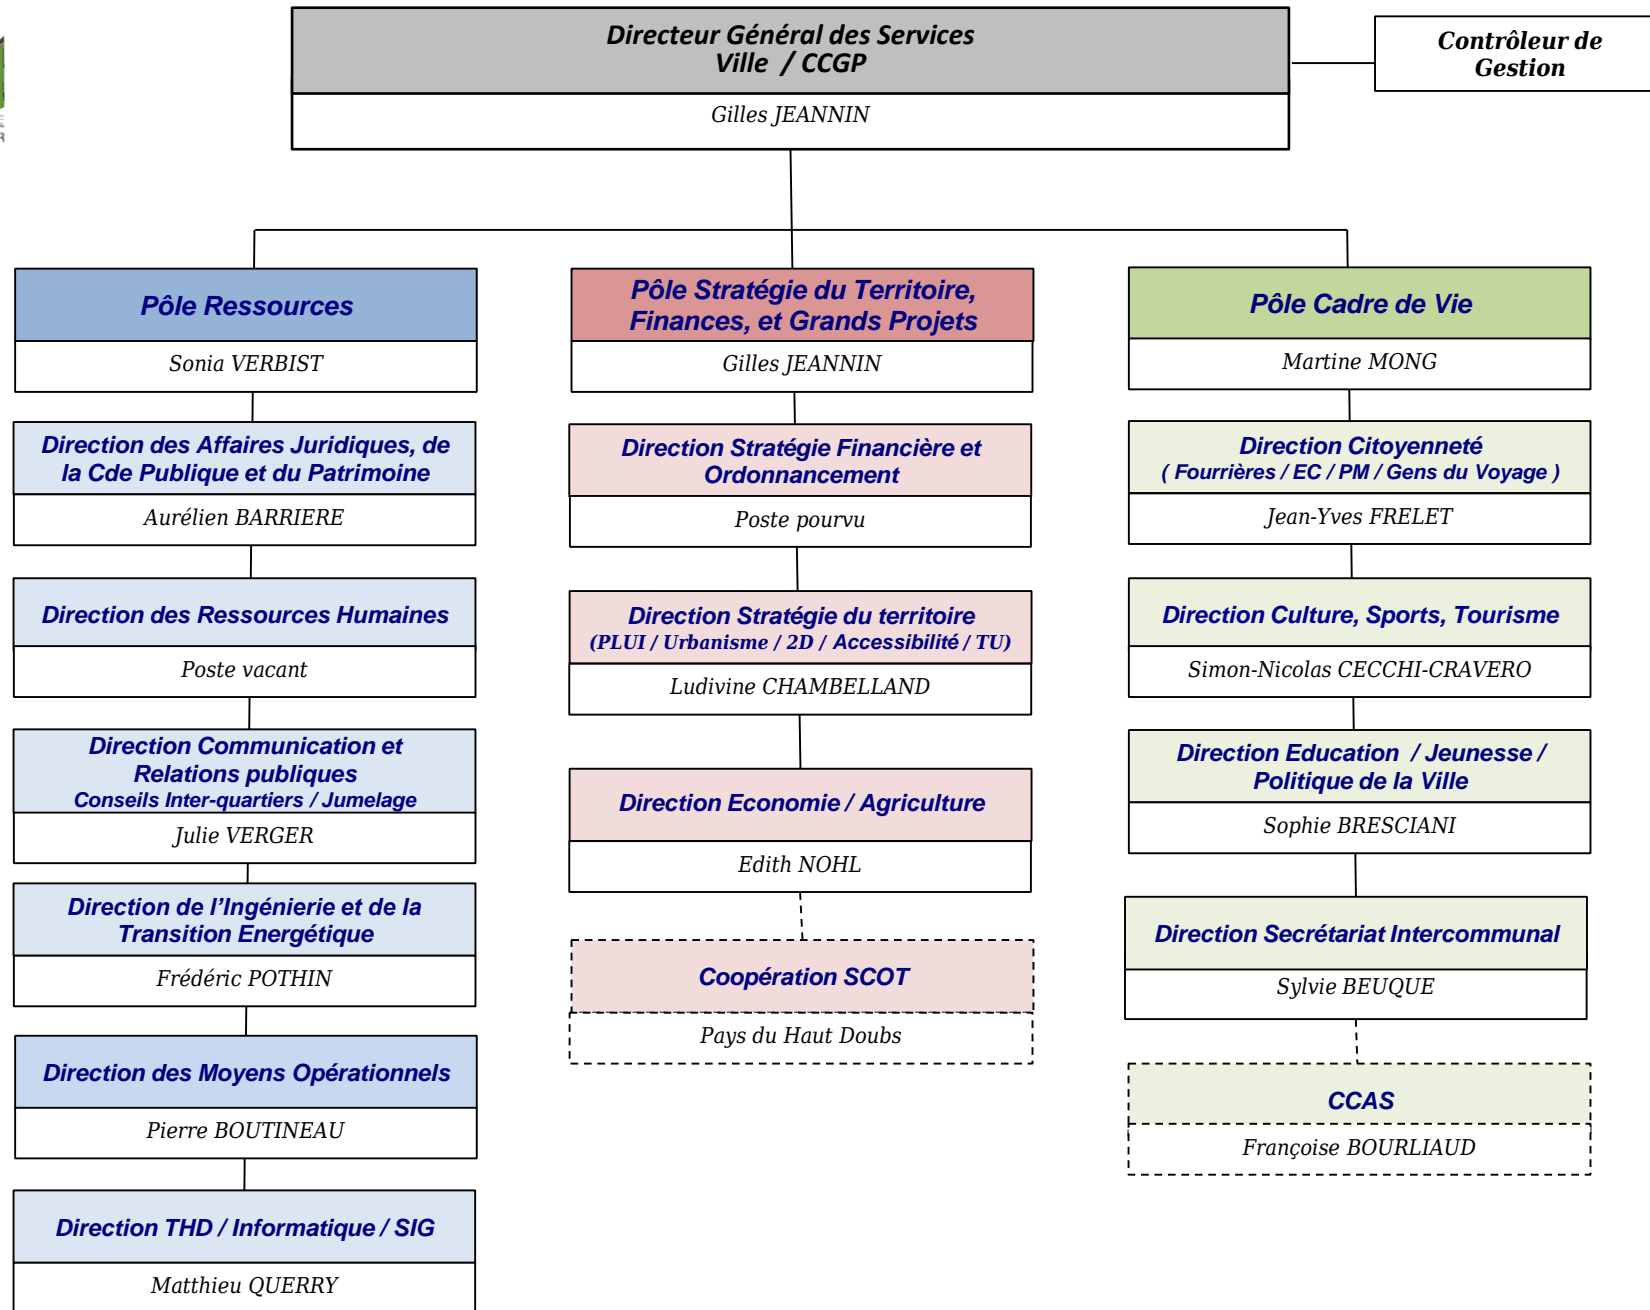 Directeur Général des Services
Ville / CCGP
Gilles JEANNIN
Contrôleur de
Gestion
Pôle Ressources
Sonia VERBIST
Direction des Affaires Juridiques, de
la Cde Publique et du Patrimoine
Aurélien BARRIERE
Direction des Ressources Humaines
Poste vacant
Direction Communication et
Relations publiques
Conseils Inter-quartiers / Jumelage
Julie VERGER
Direction de l’Ingénierie et de la
Transition Energétique
Frédéric POTHIN
Direction des Moyens Opérationnels
Pierre BOUTINEAU
Direction THD / Informatique / SIG
Matthieu QUERRY
Pôle Stratégie du Territoire,
Finances, et Grands Projets
Gilles JEANNIN
Direction Stratégie Financière et
Ordonnancement
Poste pourvu
Direction Stratégie du territoire
(PLUI / Urbanisme / 2D / Accessibilité / TU)
Ludivine CHAMBELLAND
Direction Economie / Agriculture
Edith NOHL
Coopération SCOT
Pays du Haut Doubs
Pôle Cadre de Vie
Martine MONG
Direction Citoyenneté
( Fourrières / EC / PM / Gens du Voyage )
Jean-Yves FRELET
Direction Culture, Sports, Tourisme
Simon-Nicolas CECCHI-CRAVERO
Direction Education / Jeunesse /
Politique de la Ville
Sophie BRESCIANI
Direction Secrétariat Intercommunal
Sylvie BEUQUE
CCAS
Françoise BOURLIAUD